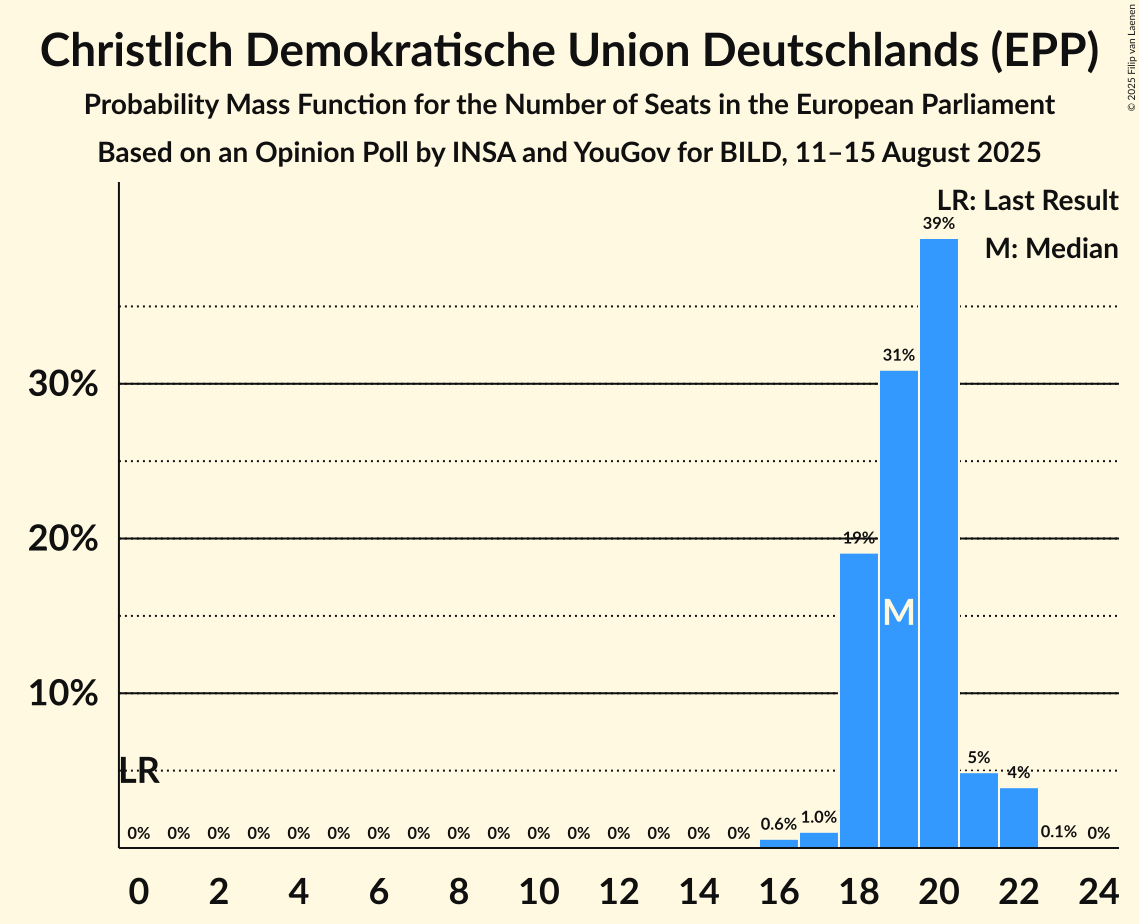 Christlich Demokratische Union Deutschlands (EPP)
Probability Mass Function for the Number of Seats in the European Parliament
Based on an Opinion Poll by INSA and YouGov for BILD, 11–15 August 2025
© 2025 Filip van Laenen
LR: Last Result
M: Median
39%
31%
30%
19%
20%
M
10%
LR
5%
4%
0% 0% 0% 0% 0% 0% 0% 0% 0% 0% 0% 0% 0% 0% 0% 0% 0.6% 1.0% 0.1% 0%
0 2 4 6 8 10 12 14 16 18 20 22 24